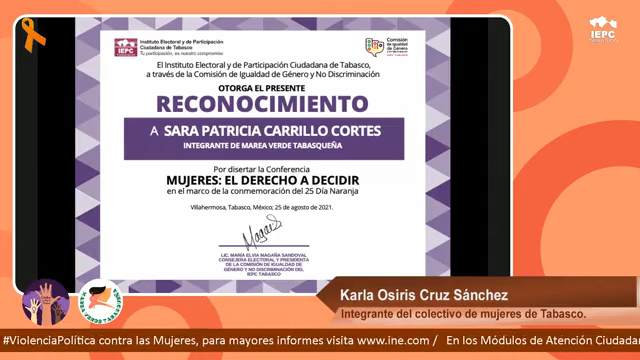 Instituto Electoral y de Participación
Ciudadana de Tabasco
Tu participación, es nuestro compromiso
IEPC
TABASCO
Comisión
de Igualdad
de Género
El Instituto Electoral y de Participación Ciudadana de Tabasco,
a través de la Comisión de Igualdad de Género y No Discriminación
OTORGA EL PRESENTE
RECONOCIMIENTO
A SARA PATRICIA CARRILLO CORTES
INTEGRANTE DE MAREA VERDE TABASQUEÑA
Por disertar la Conferencia
MUJERES: EL DERECHO A DECIDIR
en el marco de la conmemoración del 25 Día Naranja
Villahermosa, Tabasco, México; 25 de agosto de 2021.
LIC. MARÍA ELVIA MAGAÑA SANDOVAL
CONSEJERA ELECTORAL Y PRESIDENTA
DE LA COMISIÓN DE IGUALDAD DE
GÉNERO Y NO DISCRIMINACIÓN DEL
IEPC TABASCO
IEPC
TABASCO
MAREA VERDE TABASQUEÑA
Karla Osiris Cruz Sánchez
Integrante del colectivo de mujeres de Tabasco.
#ViolenciaPolítica contra las Mujeres, para mayores informes visita www.ine.com / En los Módulos de Atención Ciudada